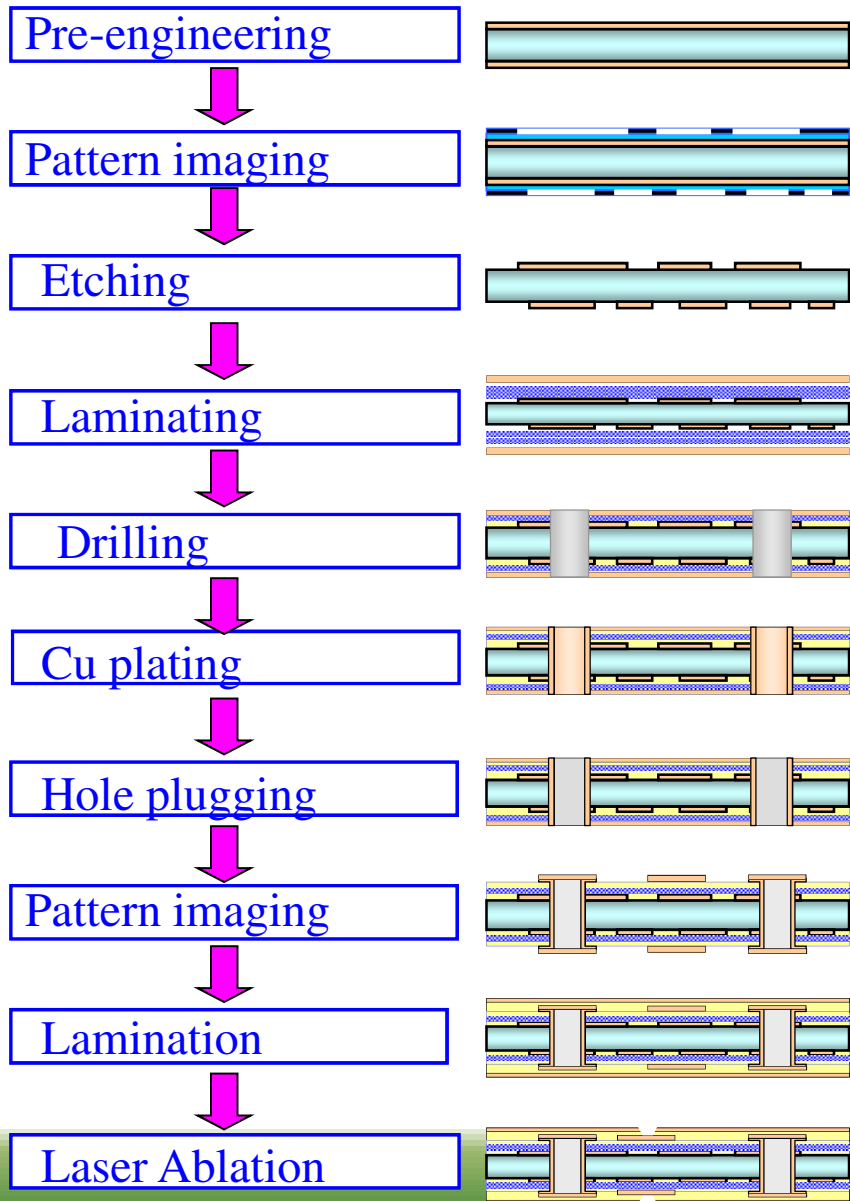 Pre-engineering
Pattern imaging
Etching
Laminating
Drilling
Cu plating
Hole plugging
Pattern imaging
Lamination
Laser Ablation